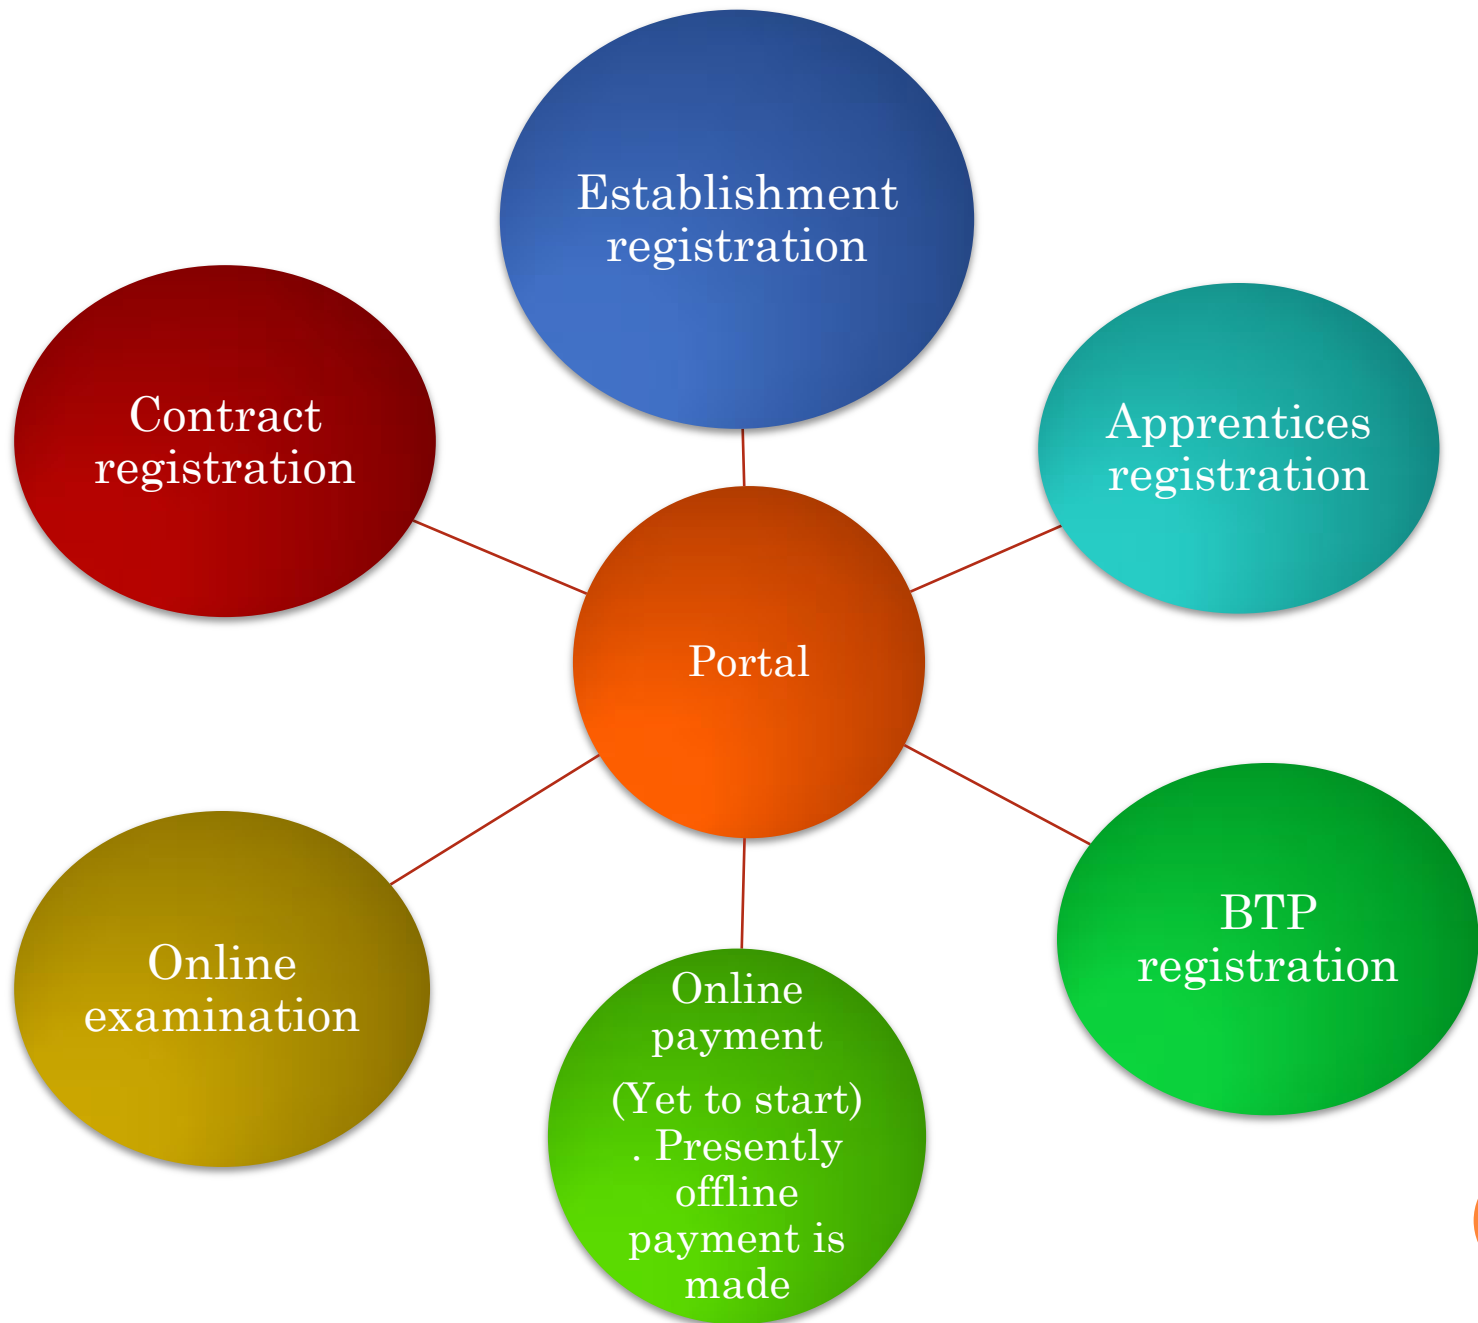 Establishment
registration
Apprentices
registration
BTP
registration
Online
payment
(Yet to start)
. Presently
offline
payment is
made
Online
examination
Contract
registration
Portal